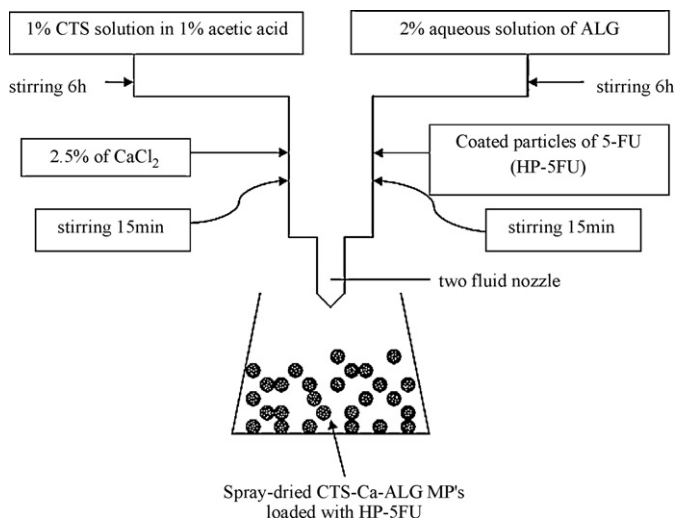 1% CTS solution in 1% acetic acid
2% aqueous solution of ALG
stirring 6h
stirring 6h
2.5% of CaCl₂
Coated particles of 5-FU
(HP-5FU)
stirring 15min
stirring 15min
two fluid nozzle
Spray-dried CTS-Ca-ALG MP's
loaded with HP-5FU